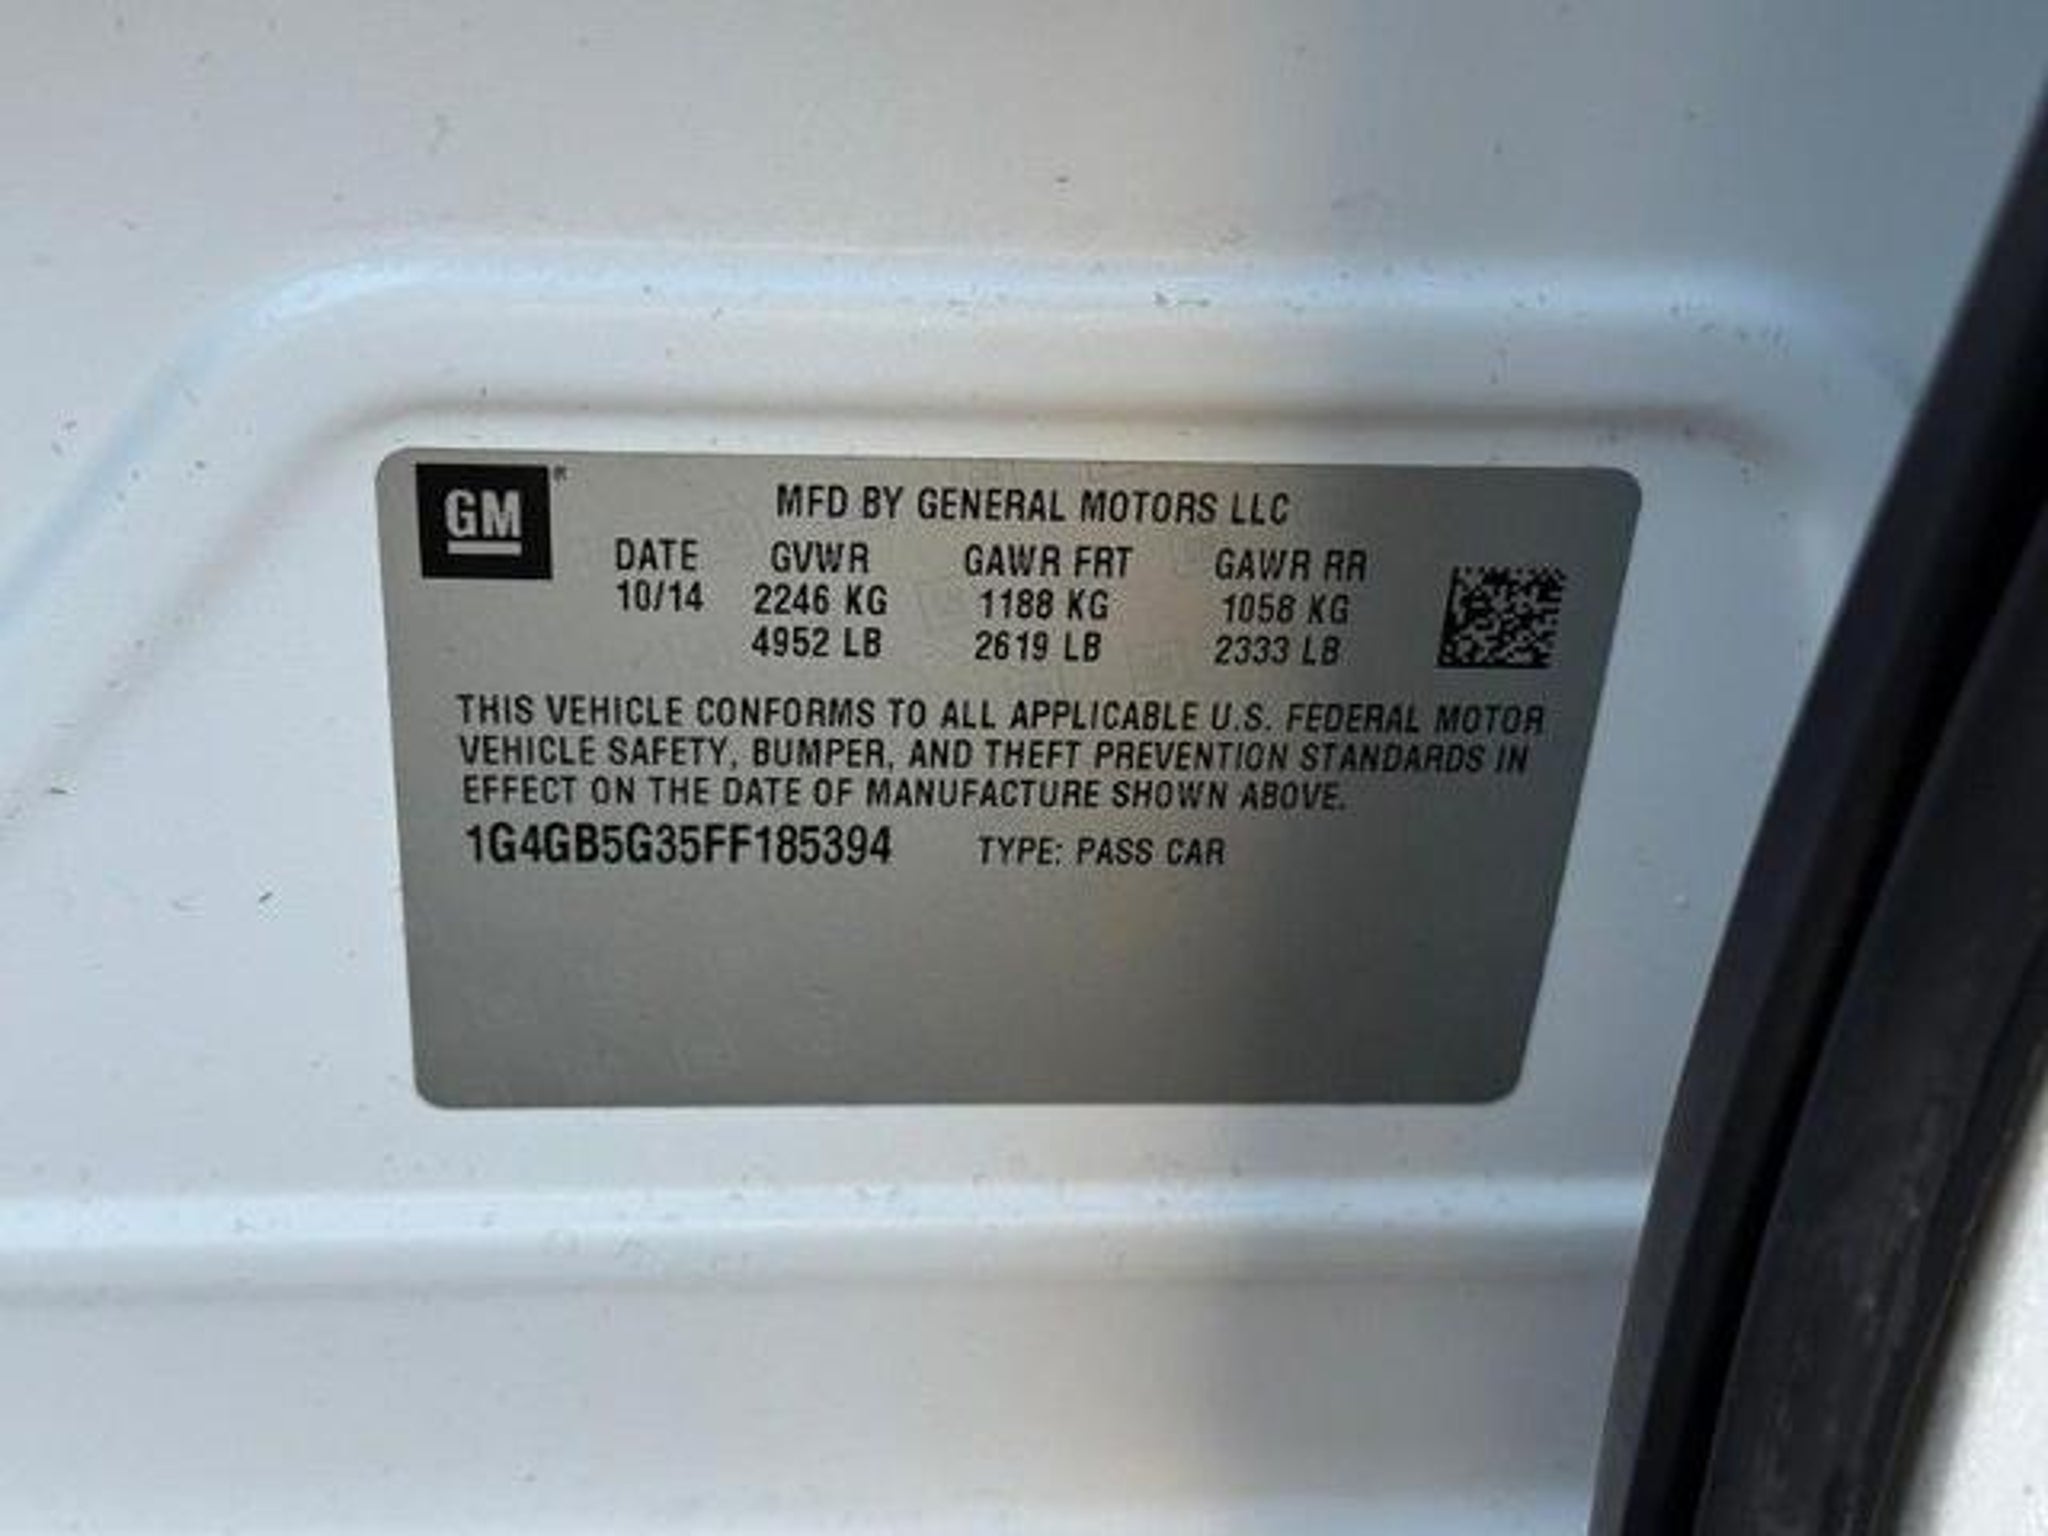 GM ®
MFD BY GENERAL MOTORS LLC
DATE GVWR GAWR FRT GAWR RR
10/14 2246 KG 1188 KG 1058 KG
4952 LB 2619 LB 2333 LB
THIS VEHICLE CONFORMS TO ALL APPLICABLE U.S. FEDERAL MOTOR
VEHICLE SAFETY, BUMPER, AND THEFT PREVENTION STANDARDS IN
EFFECT ON THE DATE OF MANUFACTURE SHOWN ABOVE.
1G4GB5G35FF185394 TYPE: PASS CAR